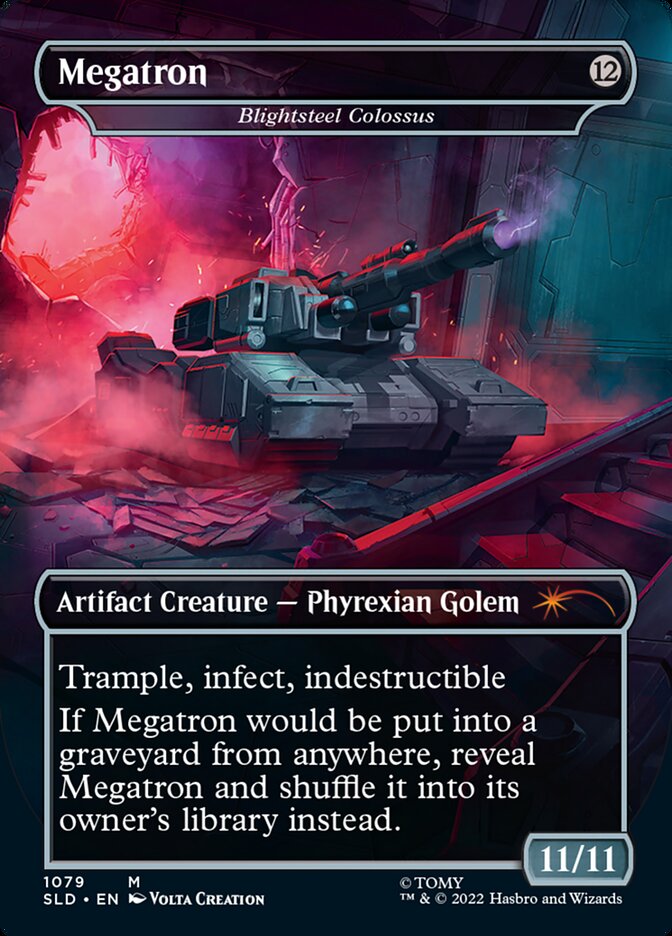 Megatron 12
Blightsteel Colossus
Artifact Creature — Phyrexian Golem
Trample, infect, indestructible
If Megatron would be put into a
graveyard from anywhere, reveal
Megatron and shuffle it into its
owner's library instead.
11/11
1079 M
SLD • EN Volta Creation
© TOMY
™ & © 2022 Hasbro and Wizards